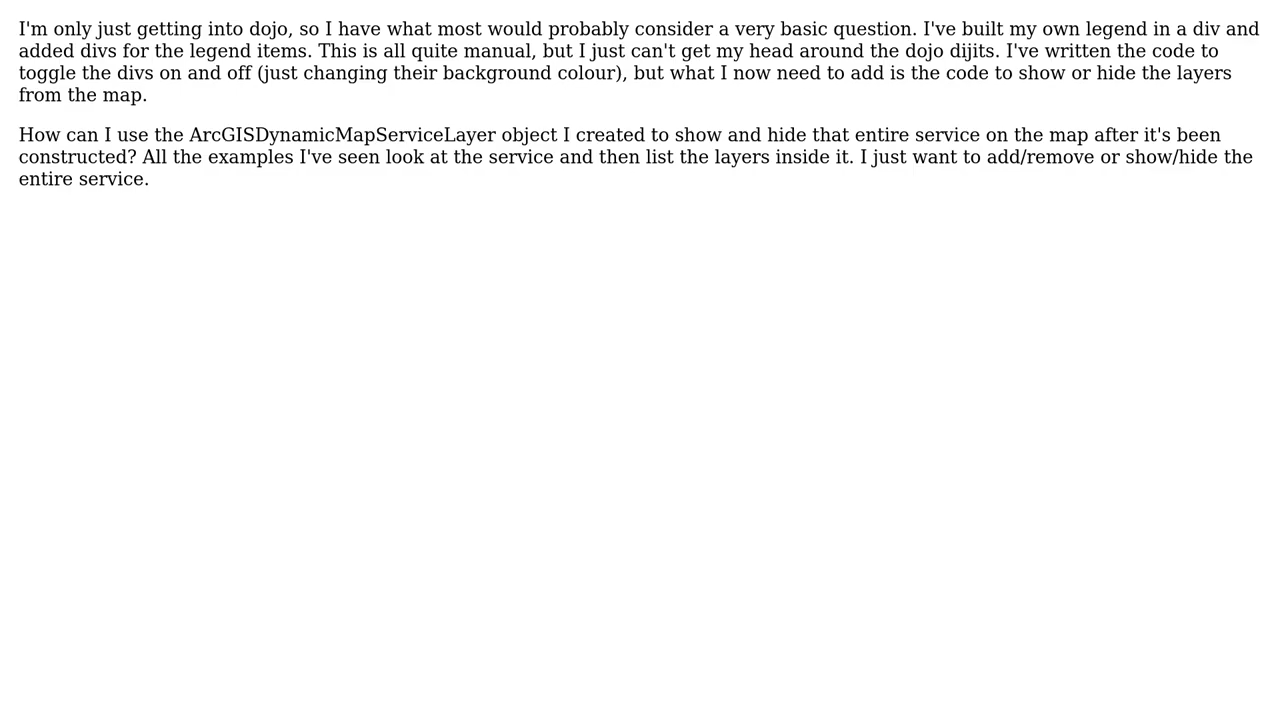 I'm only just getting into dojo, so I have what most would probably consider a very basic question. I've built my own legend in a div and
added divs for the legend items. This is all quite manual, but I just can't get my head around the dojo dijits. I've written the code to
toggle the divs on and off (just changing their background colour), but what I now need to add is the code to show or hide the layers
from the map.
How can I use the ArcGISDynamicMapServiceLayer object I created to show and hide that entire service on the map after it's been
constructed? All the examples I've seen look at the service and then list the layers inside it. I just want to add/remove or show/hide the
entire service.